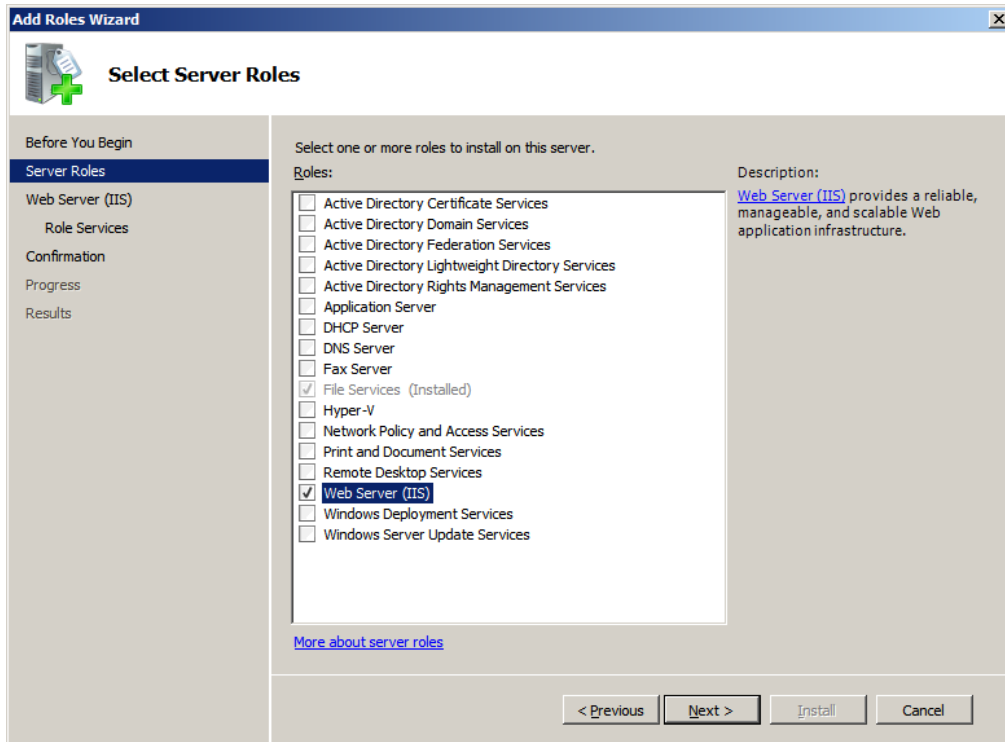 Add Roles Wizard
Select Server Roles
Before You Begin
Server Roles
Web Server (IIS)
Role Services
Confirmation
Progress
Results
Select one or more roles to install on this server.
Roles:
Active Directory Certificate Services
Active Directory Domain Services
Active Directory Federation Services
Active Directory Lightweight Directory Services
Active Directory Rights Management Services
Application Server
DHCP Server
DNS Server
Fax Server
File Services (Installed)
Hyper-V
Network Policy and Access Services
Print and Document Services
Remote Desktop Services
Web Server (IIS)
Windows Deployment Services
Windows Server Update Services
More about server roles
Description:
Web Server (IIS) provides a reliable,
manageable, and scalable Web
application infrastructure.
< Previous
Next >
Install
Cancel